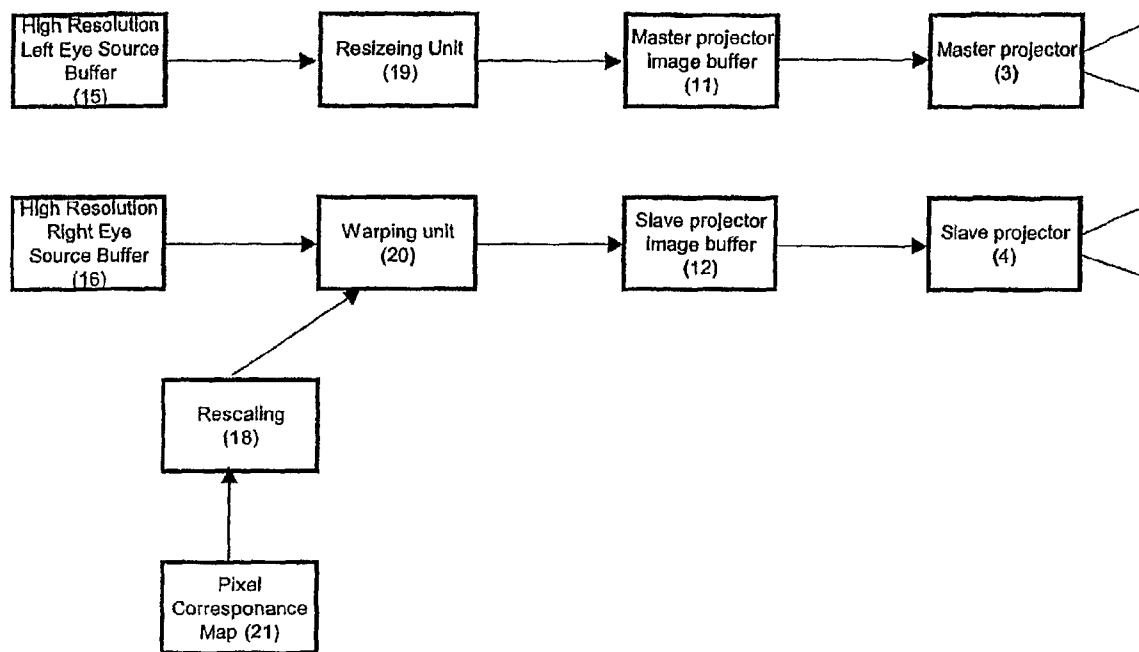 High Resolution
Left Eye Source
Buffer
(15)
Resizeing Unit
(19)
Master projector
image buffer
(11)
Master projector
(3)
High Resolution
Right Eye
Source Buffer
(16)
Warping unit
(20)
Slave projector
image buffer
(12)
Slave projector
(4)
Rescaling
(18)
Pixel
Corresponance
Map (21)